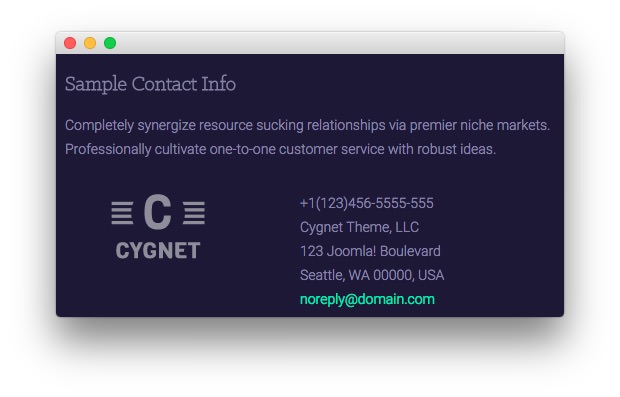 Sample Contact Info
Completely synergize resource sucking relationships via premier niche markets.
Professionally cultivate one-to-one customer service with robust ideas.
C
CYGNET
+1(123)456-5555-555
Cygnet Theme, LLC
123 Joomla! Boulevard
Seattle, WA 00000, USA
noreply@domain.com